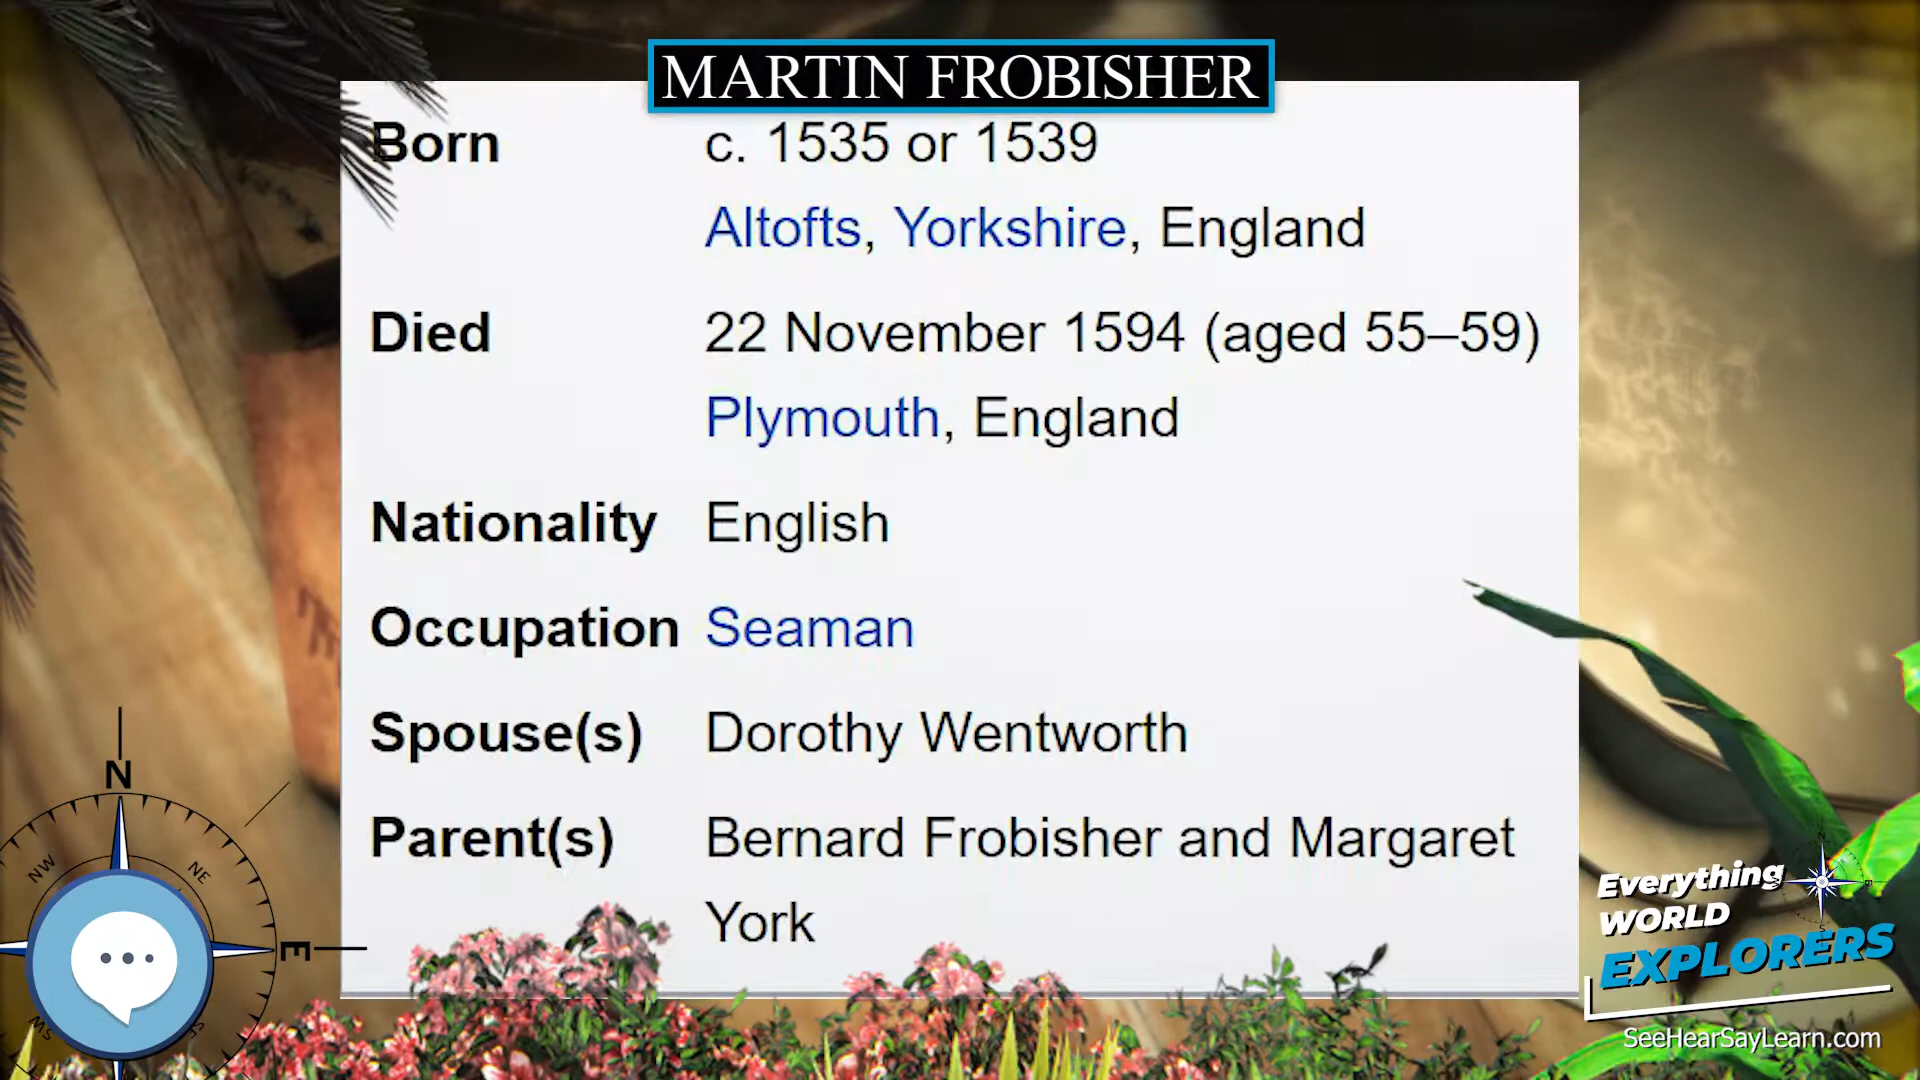 MARTIN FROBISHER
Born c. 1535 or 1539
Altofts, Yorkshire, England
Died 22 November 1594 (aged 55–59)
Plymouth, England
Nationality English
Occupation Seaman
Spouse(s) Dorothy Wentworth
Parent(s) Bernard Frobisher and Margaret
York
N
NW NE
E
Everything
WORLD
EXPLORERS
SeeHearSayLearn.com